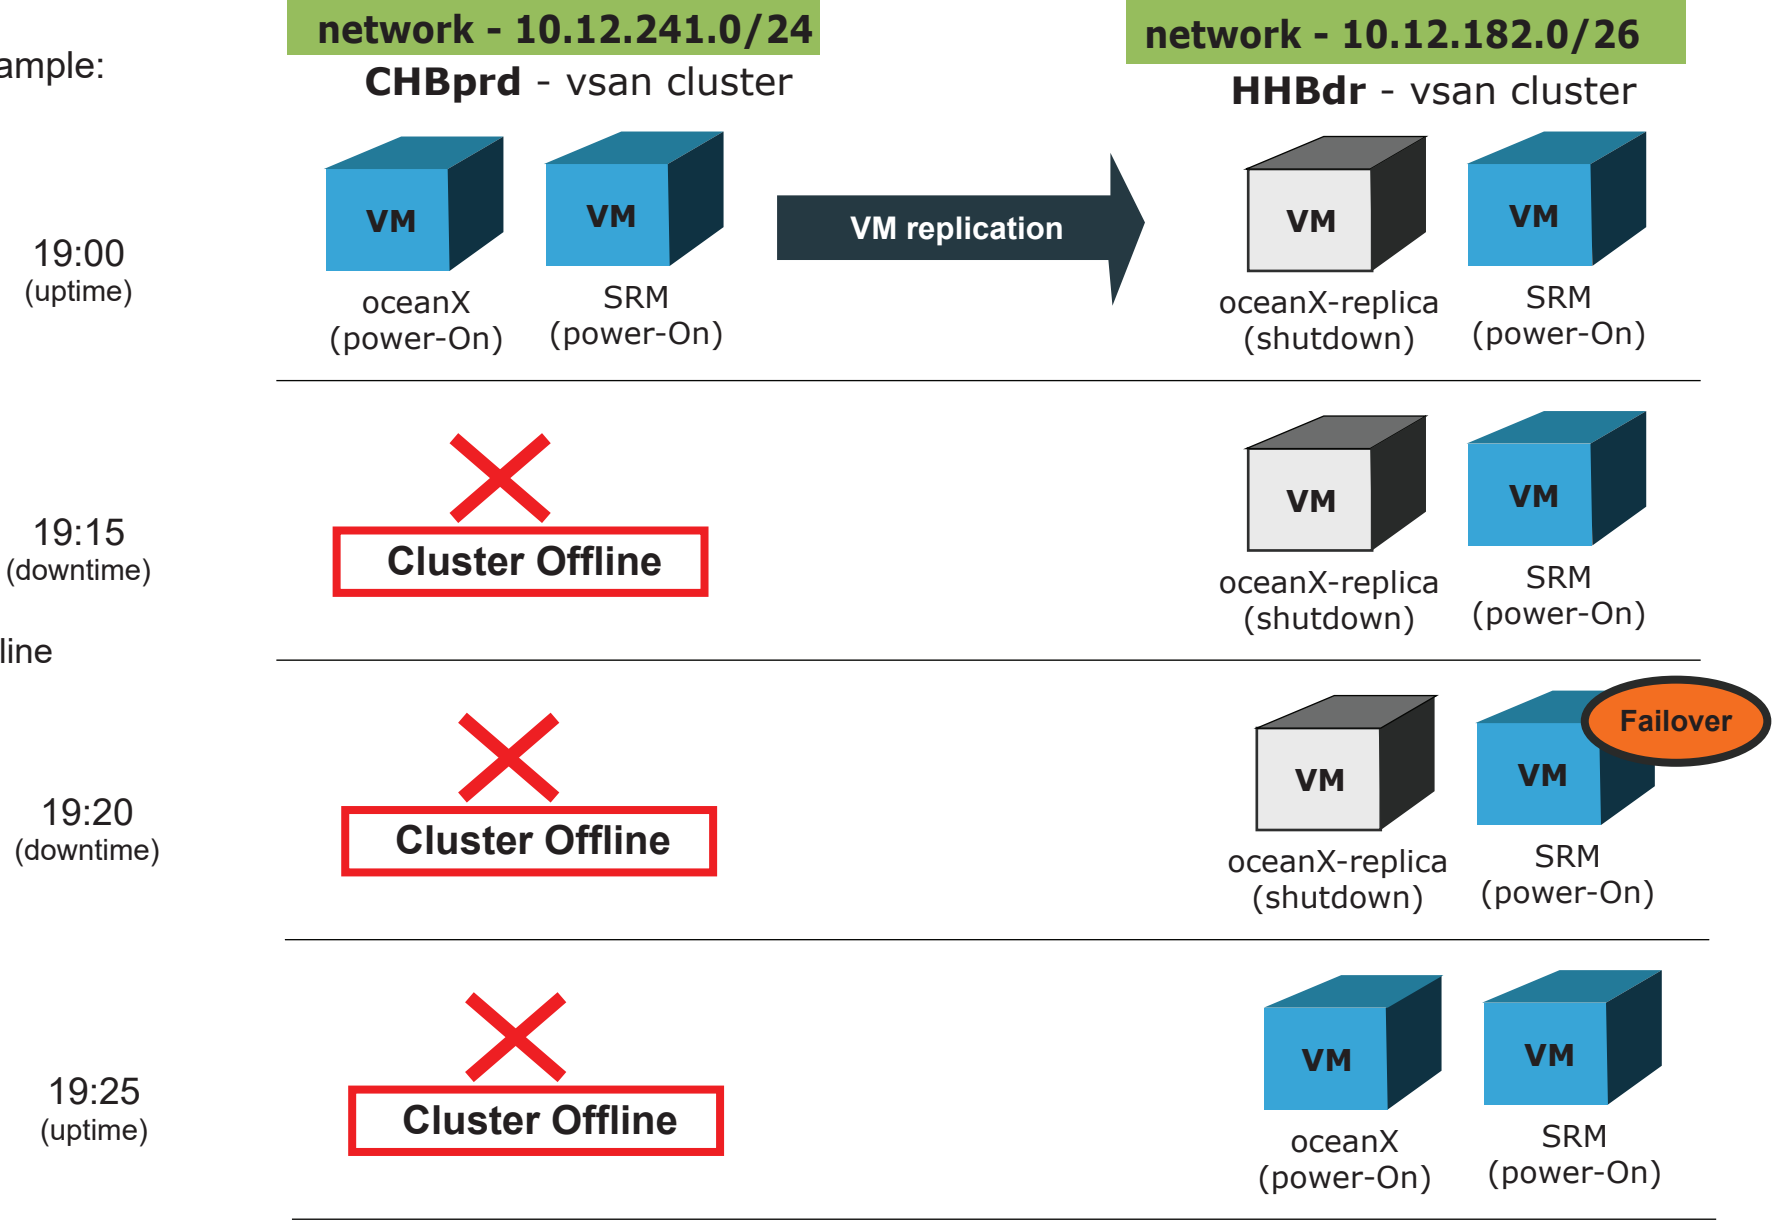 network - 10.12.241.0/24
network - 10.12.182.0/26
ample:
CHBprd - vsan cluster
HHBdr - vsan cluster
VM
VM
VM replication
VM
VM
19:00
(uptime)
oceanX
(power-On)
SRM
(power-On)
oceanX-replica
(shutdown)
SRM
(power-On)
VM
VM
19:15
(downtime)
Cluster Offline
oceanX-replica
(shutdown)
SRM
(power-On)
line
Failover
VM
VM
19:20
(downtime)
Cluster Offline
oceanX-replica
(shutdown)
SRM
(power-On)
VM
VM
19:25
(uptime)
Cluster Offline
oceanX
(power-On)
SRM
(power-On)